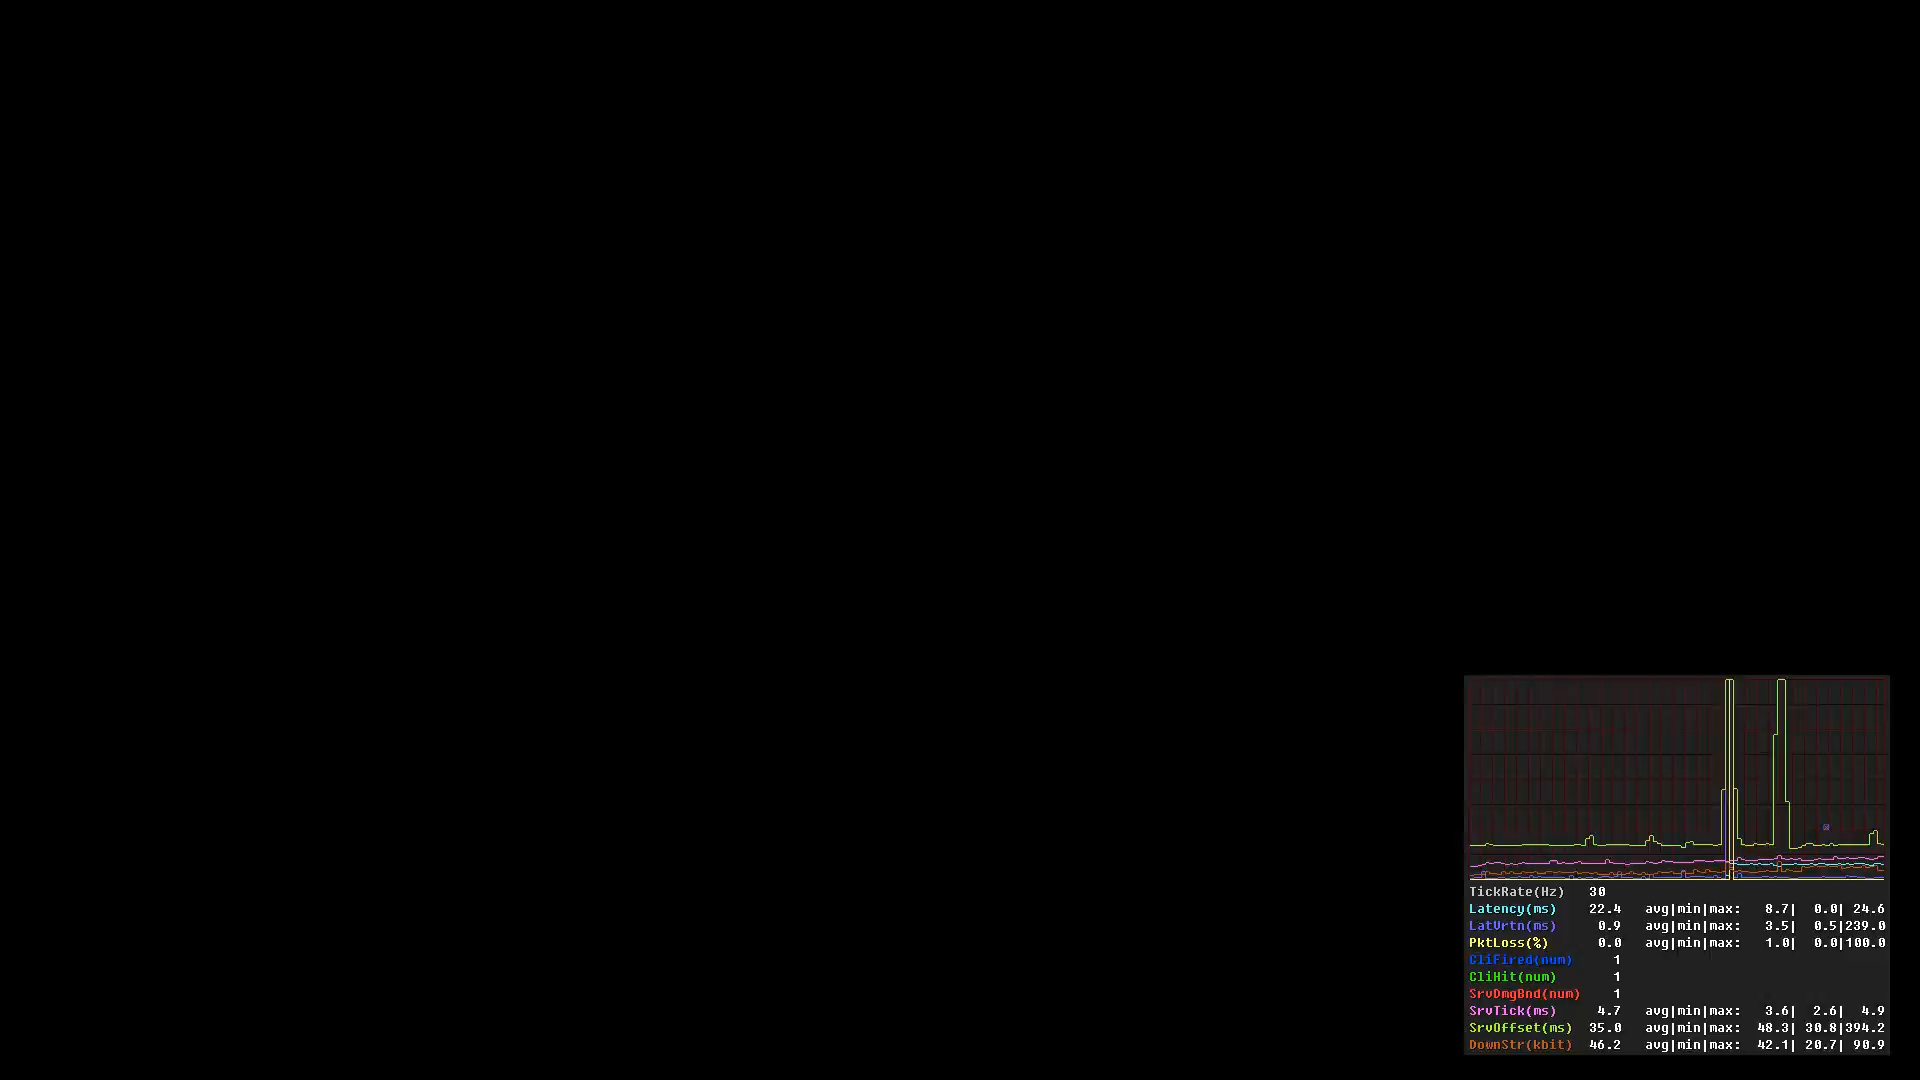 TickRate(Hz) 30
Latency(ms) 22.4 avg|min|max: 8.7| 0.0| 24.6
LatVrtn(ms) 0.9 avg|min|max: 3.5| 0.5|239.0
PktLoss(%) 0.0 avg|min|max: 1.0| 0.0|100.0
CliFired(num) 1
CliHit(num) 1
SrvDmgBnd(num) 1
SrvTick(ms) 4.7 avg|min|max: 3.6| 2.6| 4.9
SrvOffset(ms) 35.0 avg|min|max: 48.3| 30.8|394.2
DownStr(kbit) 46.2 avg|min|max: 42.1| 20.7| 90.9